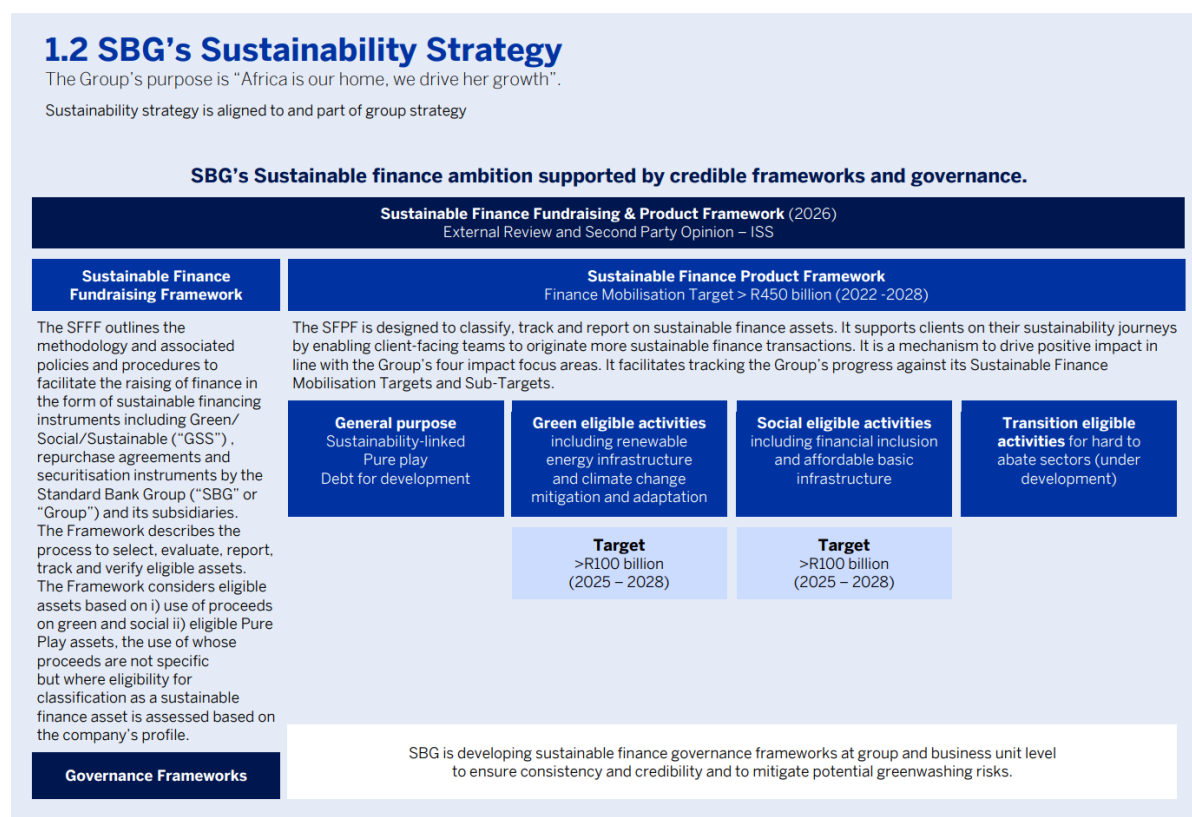 1.2 SBG's Sustainability Strategy
The Group's purpose is “Africa is our home, we drive her growth”.
Sustainability strategy is aligned to and part of group strategy
SBG's Sustainable finance ambition supported by credible frameworks and governance.
Sustainable Finance Fundraising & Product Framework (2026)
External Review and Second Party Opinion – ISS
Sustainable Finance
Fundraising Framework
The SFFF outlines the
methodology and associated
policies and procedures to
facilitate the raising of finance in
the form of sustainable financing
instruments including Green/
Social/Sustainable (“GSS”) ,
repurchase agreements and
securitisation instruments by the
Standard Bank Group (“SBG” or
“Group”) and its subsidiaries.
The Framework describes the
process to select, evaluate, report,
track and verify eligible assets.
The Framework considers eligible
assets based on i) use of proceeds
on green and social ii) eligible Pure
Play assets, the use of whose
proceeds are not specific
but where eligibility for
classification as a sustainable
finance asset is assessed based on
the company's profile.
Sustainable Finance Product Framework
Finance Mobilisation Target > R450 billion (2022 -2028)
The SFPF is designed to classify, track and report on sustainable finance assets. It supports clients on their sustainability journeys
by enabling client-facing teams to originate more sustainable finance transactions. It is a mechanism to drive positive impact in
line with the Group's four impact focus areas. It facilitates tracking the Group's progress against its Sustainable Finance
Mobilisation Targets and Sub-Targets.
General purpose
Sustainability-linked
Pure play
Debt for development
Green eligible activities
including renewable
energy infrastructure
and climate change
mitigation and adaptation
Social eligible activities
including financial inclusion
and affordable basic
infrastructure
Transition eligible
activities for hard to
abate sectors (under
development)
Target
>R100 billion
(2025 – 2028)
Target
>R100 billion
(2025 – 2028)
Governance Frameworks
SBG is developing sustainable finance governance frameworks at group and business unit level
to ensure consistency and credibility and to mitigate potential greenwashing risks.